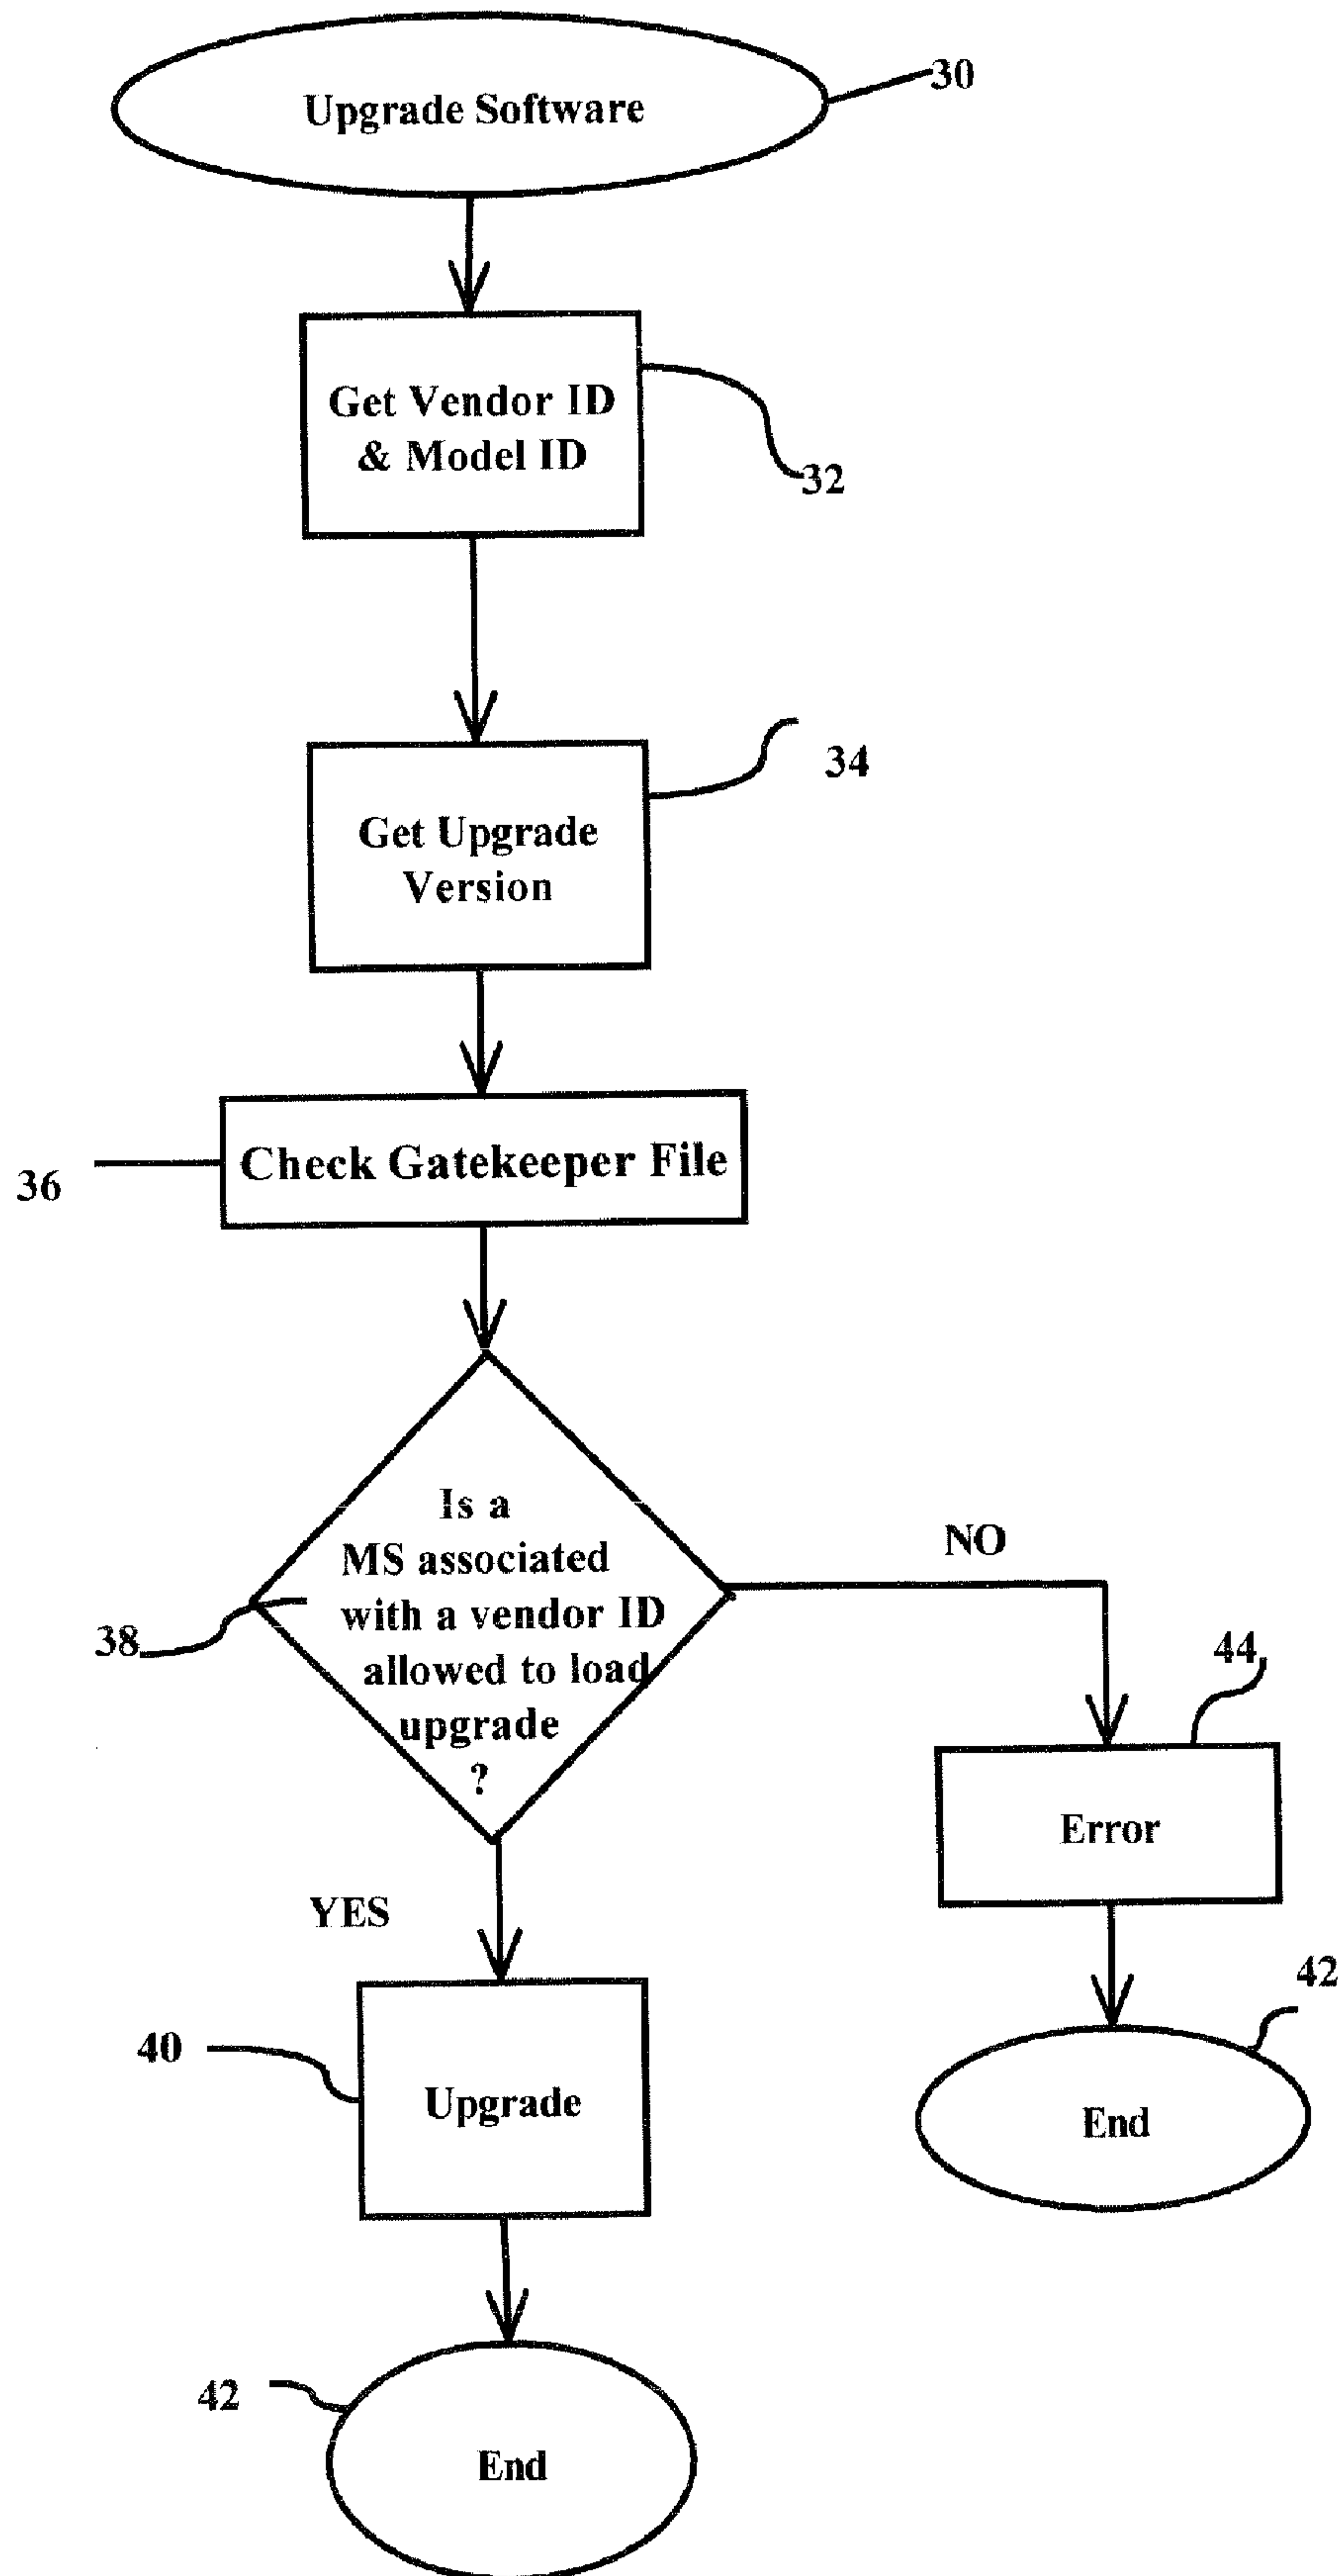 Upgrade Software
30
Get Vendor ID
& Model ID
32
34
Get Upgrade
Version
Check Gatekeeper File
36
Is a
MS associated
with a vendor ID
allowed to load
upgrade
?
38
NO
44
Error
YES
42
End
40
Upgrade
42
End